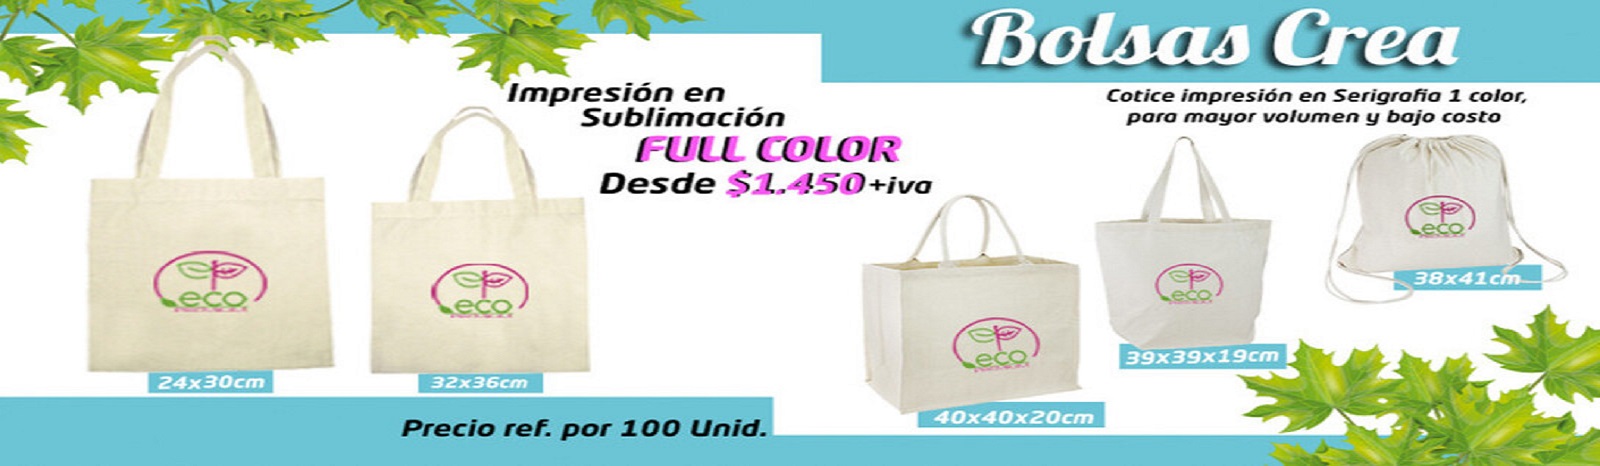 Bolsas Crea
Impresión en
Sublimación
FULL COLOR
Desde $1.450+iva
Cotice impresión en Serigrafia 1 color,
para mayor volumen y bajo costo
eco
eco
eco
eco
eco
24x30cm
32x36cm
40x40x20cm
39x39x19cm
38x41cm
Precio ref. por 100 Unid.